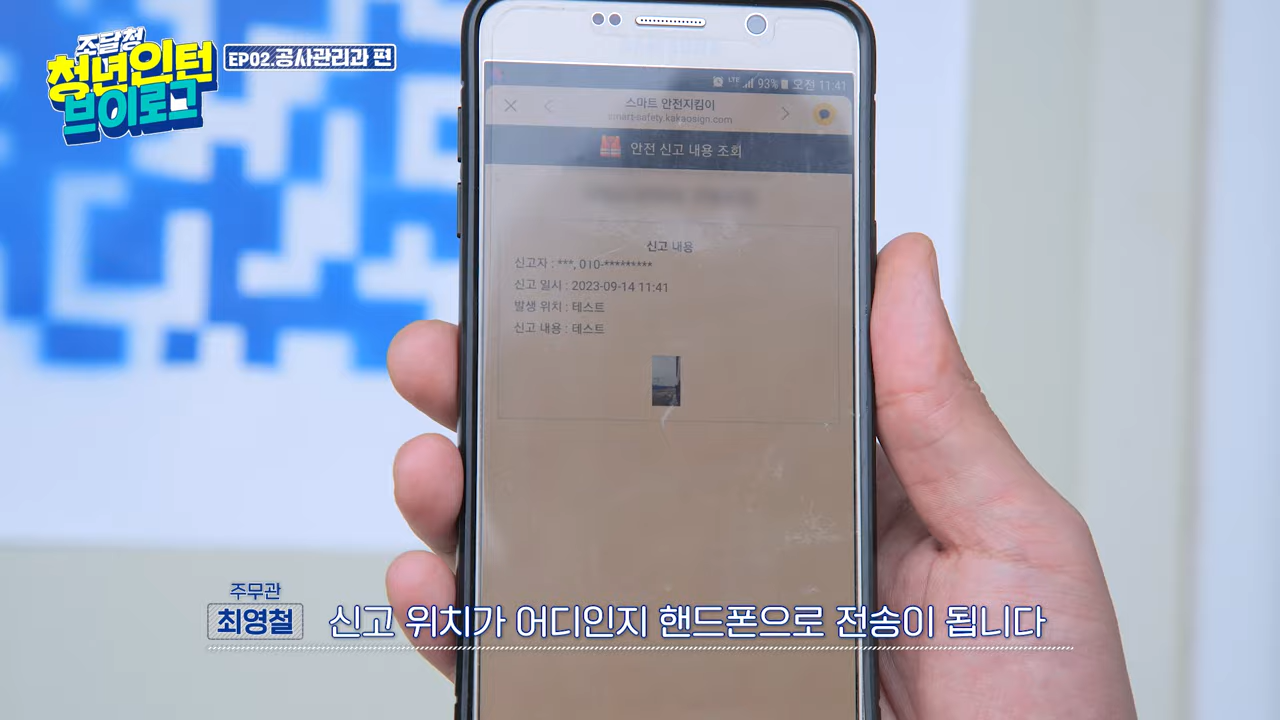 조달청
청년인턴
브이로그
EP02.공사관리과 편
LTE 93% 오전 11:41
스마트 안전지킴이
smart-safety.kakaosign.com
안전 신고 내용 조회
신고 내용
신고자 : ***, 010-*********
신고 일시 : 2023-09-14 11:41
발생 위치 : 테스트
신고 내용 : 테스트
주무관
최영철
신고 위치가 어디인지 핸드폰으로 전송이 됩니다